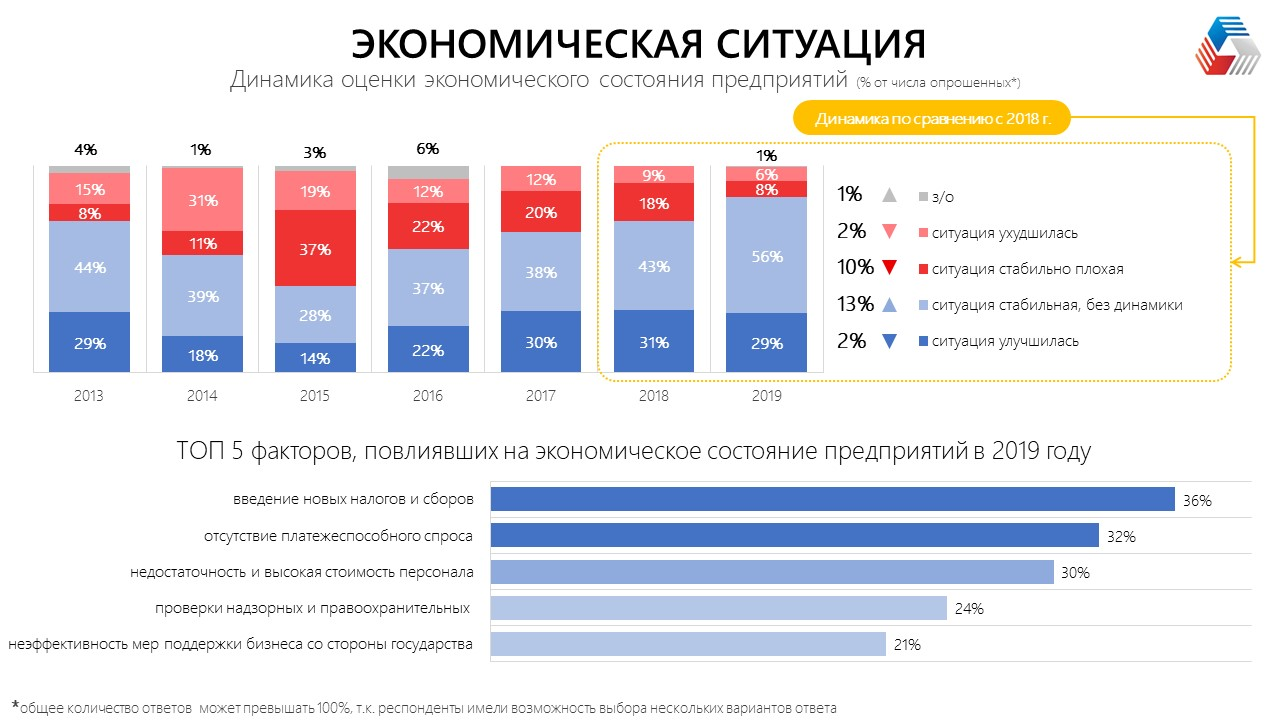 ЭКОНОМИЧЕСКАЯ СИТУАЦИЯ
Динамика оценки экономического состояния предприятий (% от числа опрошенных*)
Динамика по сравнению с 2018 г.
4% 1% 3% 6% 1%
15% 31% 19% 12% 12% 9% 6%
8% 11% 37% 22% 20% 18% 8%
44% 39% 28% 37% 38% 43% 56%
29% 18% 14% 22% 30% 31% 29%
2013 2014 2015 2016 2017 2018 2019
1% з/о
2% ситуация ухудшилась
10% ситуация стабильно плохая
13% ситуация стабильная, без динамики
2% ситуация улучшилась
ТОП 5 факторов, повлиявших на экономическое состояние предприятий в 2019 году
введение новых налогов и сборов 36%
отсутствие платежеспособного спроса 32%
недостаточность и высокая стоимость персонала 30%
проверки надзорных и правоохранительных 24%
неэффективность мер поддержки бизнеса со стороны государства 21%
*общее количество ответов может превышать 100%, т.к. респонденты имели возможность выбора нескольких вариантов ответа